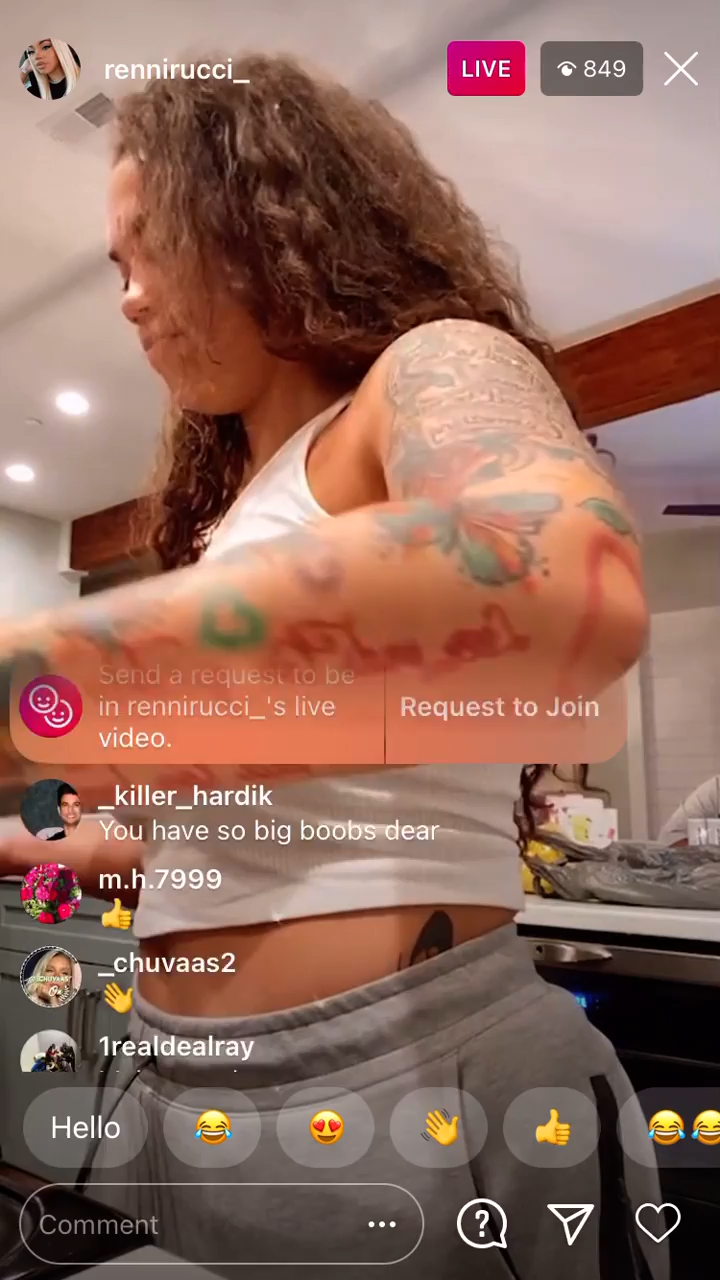 rennirucci_
LIVE
849
Send a request to be
in rennirucci_'s live
video.
Request to Join
_killer_hardik
You have so big boobs dear
m.h.7999
👍
_chuvaas2
👋
1realdealray
Hello
😂
😍
👋
👍
😂😂
Comment